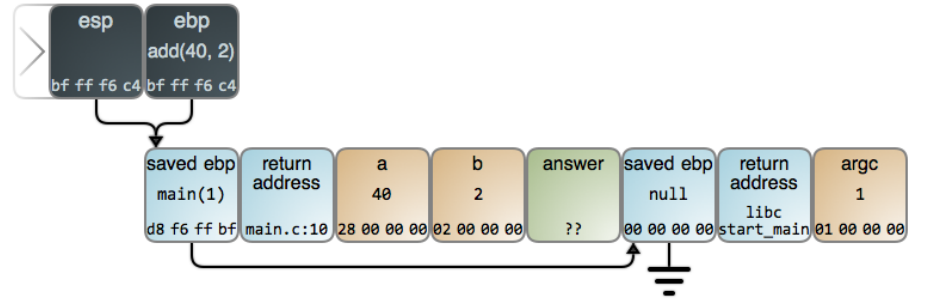 esp
bf ff f6 c4
ebp
add(40, 2)
bf ff f6 c4
saved ebp
main(1)
d8 f6 ff bf
return
address
main.c:10
a
40
28 00 00 00
b
2
02 00 00 00
answer
??
saved ebp
null
00 00 00 00
return
address
libc
start_main
argc
1
01 00 00 00